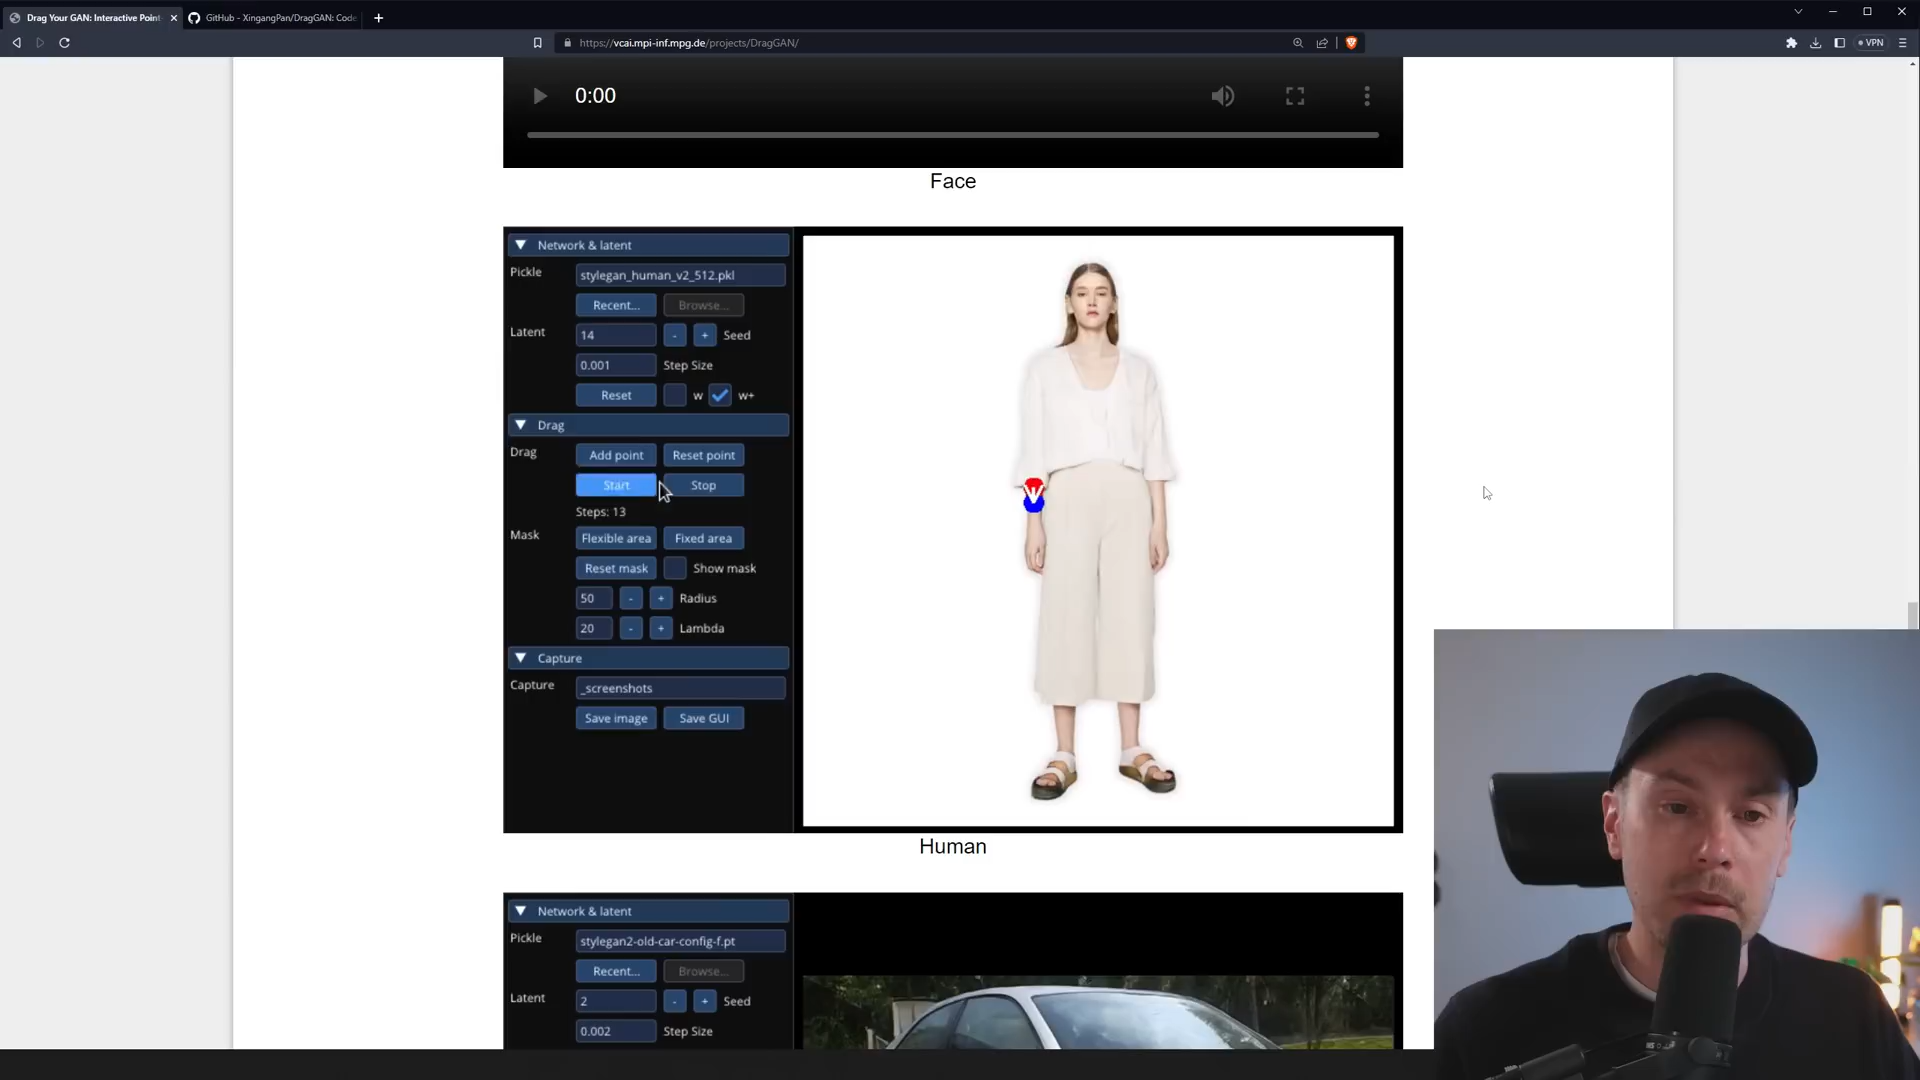 Drag Your GAN: Interactive Point
GitHub - XingangPan/DragGAN: Code
https://vcai.mpi-inf.mpg.de/projects/DragGAN/
VPN
0:00
Face
Network & latent
Pickle
stylegan_human_v2_512.pkl
Recent...
Browse...
Latent
14
-
+
Seed
0.001
Step Size
Reset
w
w+
Drag
Drag
Add point
Reset point
Start
Stop
Steps: 13
Mask
Flexible area
Fixed area
Reset mask
Show mask
50
-
+
Radius
20
-
+
Lambda
Capture
Capture
_screenshots
Save image
Save GUI
Human
Network & latent
Pickle
stylegan2-old-car-config-f.pt
Recent...
Browse...
Latent
2
-
+
Seed
0.002
Step Size